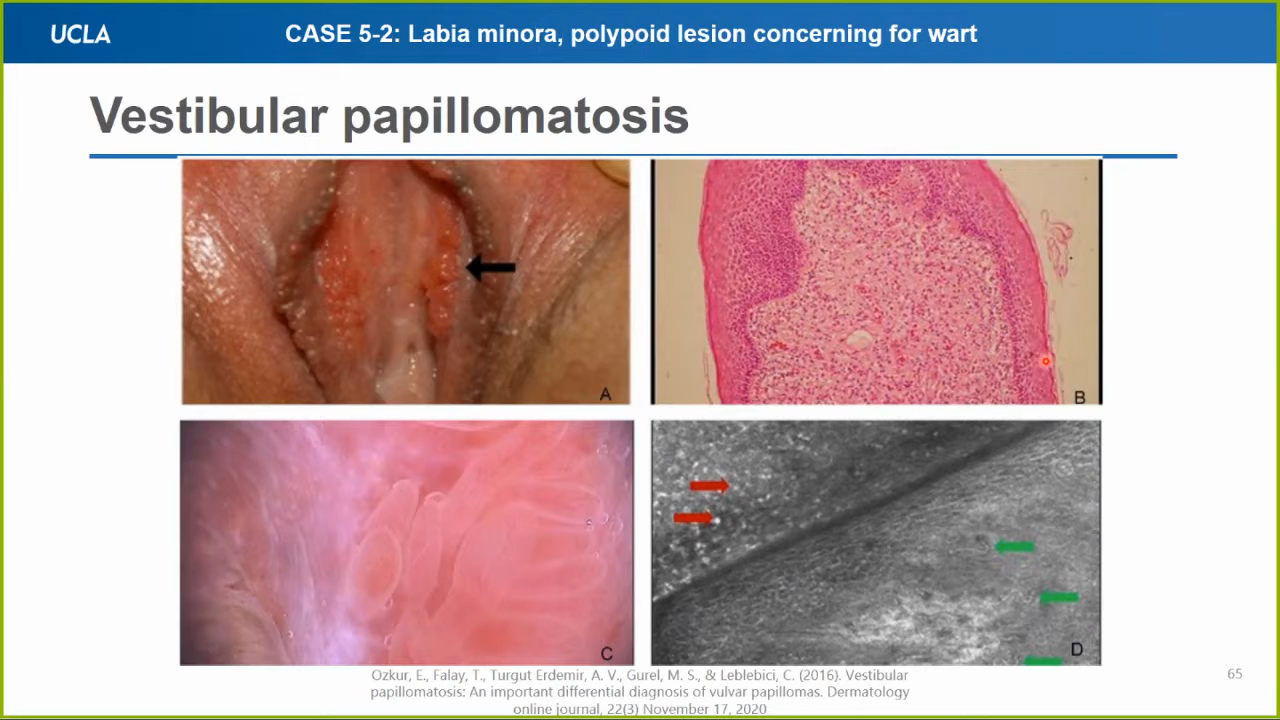 UCLA
CASE 5-2: Labia minora, polypoid lesion concerning for wart
Vestibular papillomatosis
A
B
C
D
Ozkur, E., Falay, T., Turgut Erdemir, A. V., Gurel, M. S., & Leblebici, C. (2016). Vestibular
papillomatosis: An important differential diagnosis of vulvar papillomas. Dermatology
online journal, 22(3) November 17, 2020
65